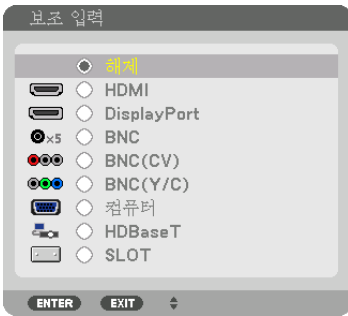 보조 입력
해제
HDMI
DisplayPort
×5 BNC
BNC(CV)
BNC(Y/C)
컴퓨터
HDBaseT
SLOT
ENTER EXIT